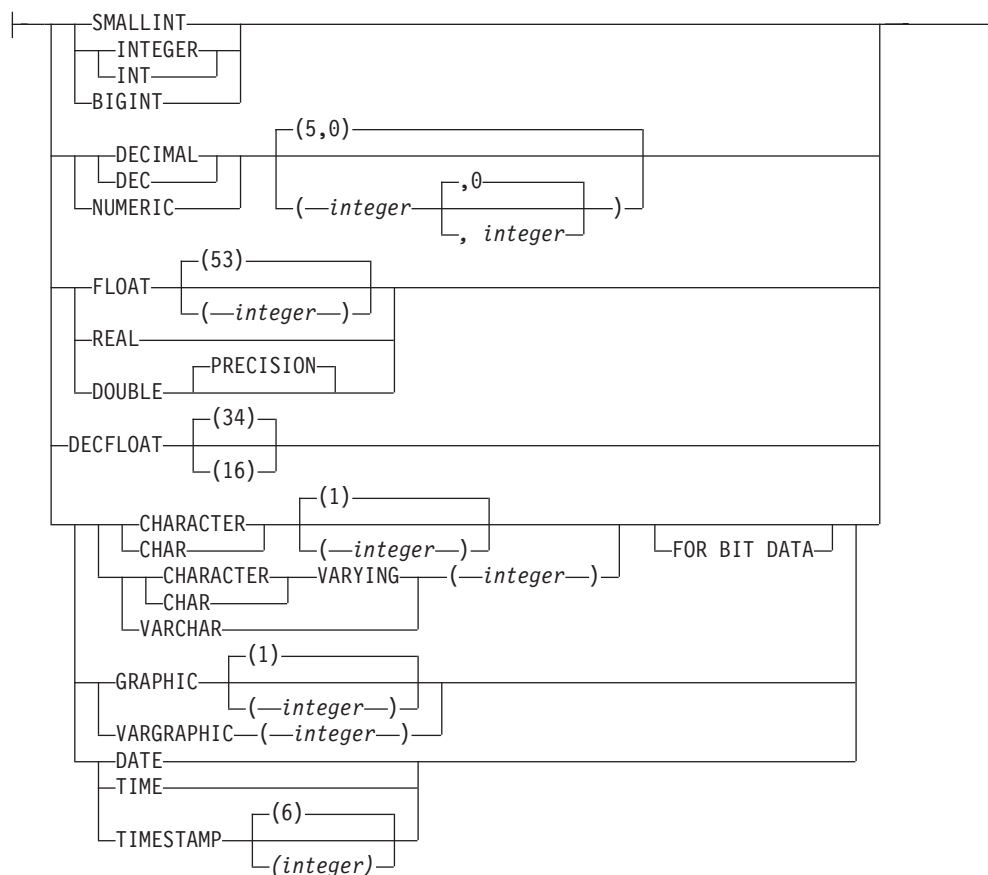 SMALLINT
INTEGER
INT
BIGINT
(5,0)
DECIMAL
DEC
NUMERIC
,0
( integer )
, integer
(53)
FLOAT
( integer )
REAL
PRECISION
DOUBLE
(34)
DECFLOAT
(16)
(1)
CHARACTER
CHAR ( integer ) FOR BIT DATA
CHARACTER VARYING ( integer )
CHAR
VARCHAR
(1)
GRAPHIC
( integer )
VARGRAPHIC ( integer )
DATE
TIME
(6)
TIMESTAMP
(integer)